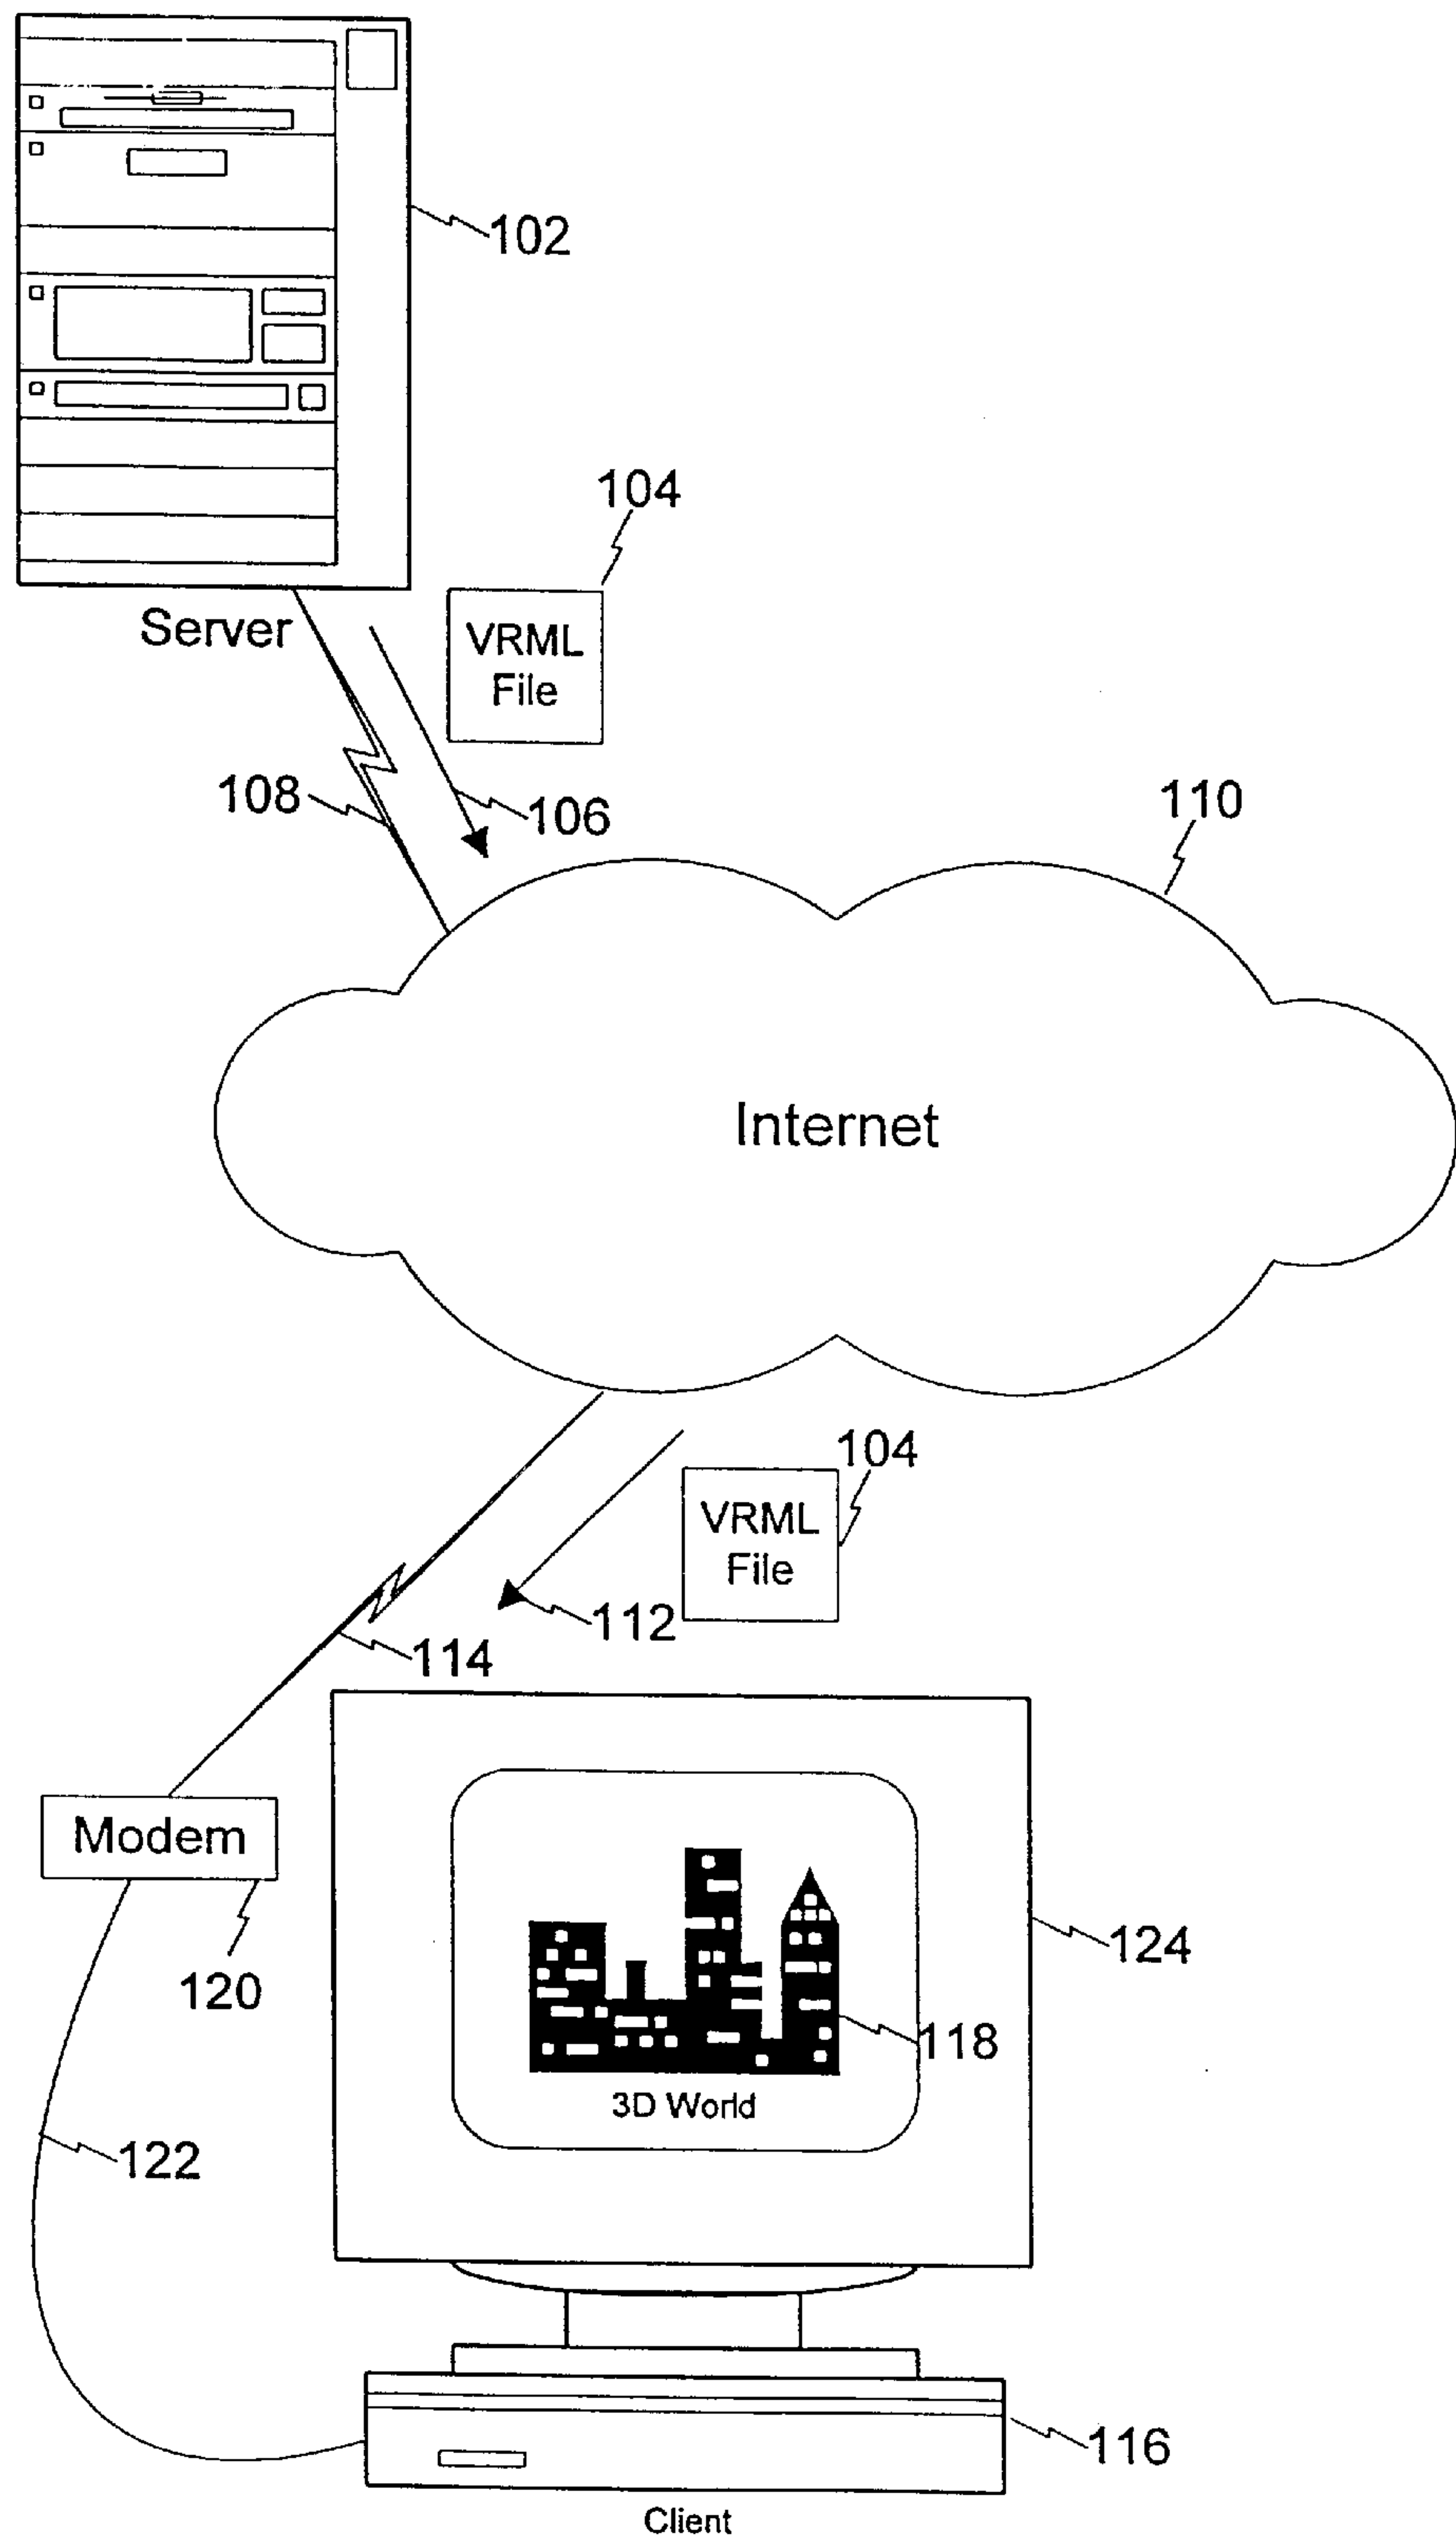 102
104
Server
VRML
File
108
106
110
Internet
104
VRML
File
112
114
Modem
124
120
118
3D World
122
116
Client